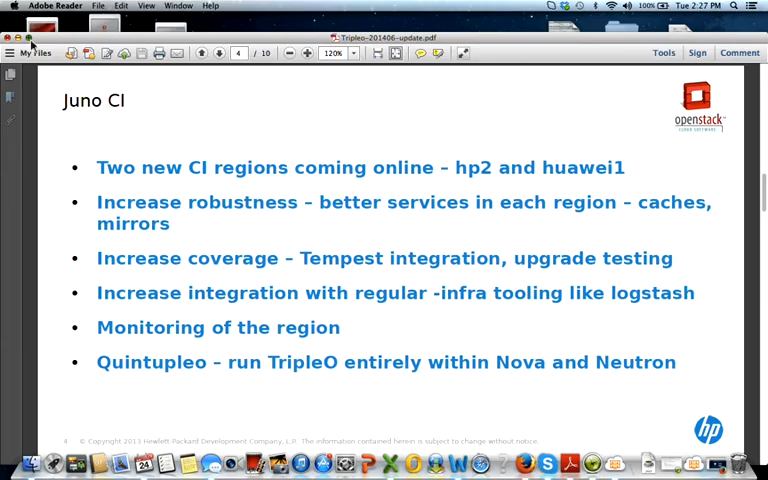 Adobe Reader File Edit View Window Help
100% Tue 2:27 PM
Tripleo-201406-update.pdf
My Files 4 / 10 120% Tools Sign Comment
Juno CI
openstack
CLOUD SOFTWARE
• Two new CI regions coming online – hp2 and huawei1
• Increase robustness – better services in each region – caches,
mirrors
• Increase coverage – Tempest integration, upgrade testing
• Increase integration with regular -infra tooling like logstash
• Monitoring of the region
• Quintupleo – run TripleO entirely within Nova and Neutron
4 © Copyright 2013 Hewlett-Packard Development Company, L.P. The information contained herein is subject to change without notice.
hp
24